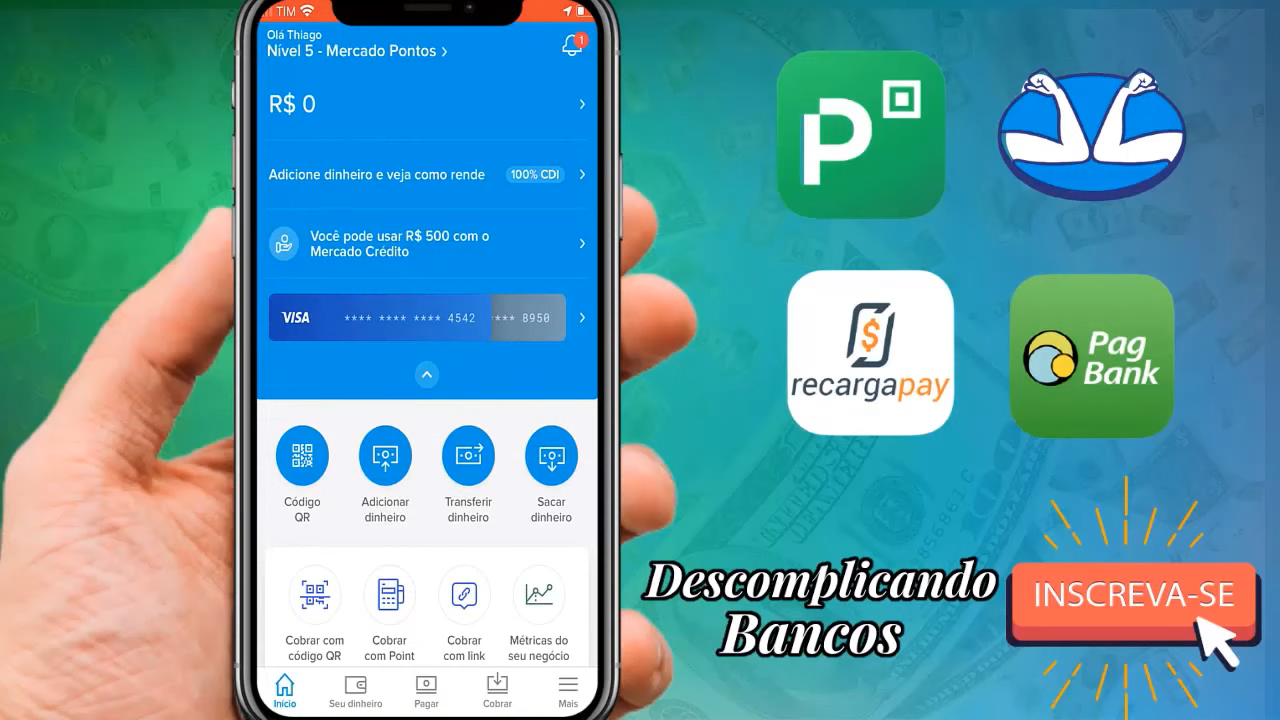 TIM
Olá Thiago
Nível 5 - Mercado Pontos >
1
R$ 0
Adicione dinheiro e veja como rende 100% CDI
Você pode usar R$ 500 com o
Mercado Crédito
VISA **** **** **** 4542 *** 8950
Código
QR
Adicionar
dinheiro
Transferir
dinheiro
Sacar
dinheiro
Cobrar com
código QR
Cobrar
com Point
Cobrar
com link
Métricas do
seu negócio
Início
Seu dinheiro
Pagar
Cobrar
Mais
P
recargapay
Pag
Bank
Descomplicando
Bancos
INSCREVA-SE